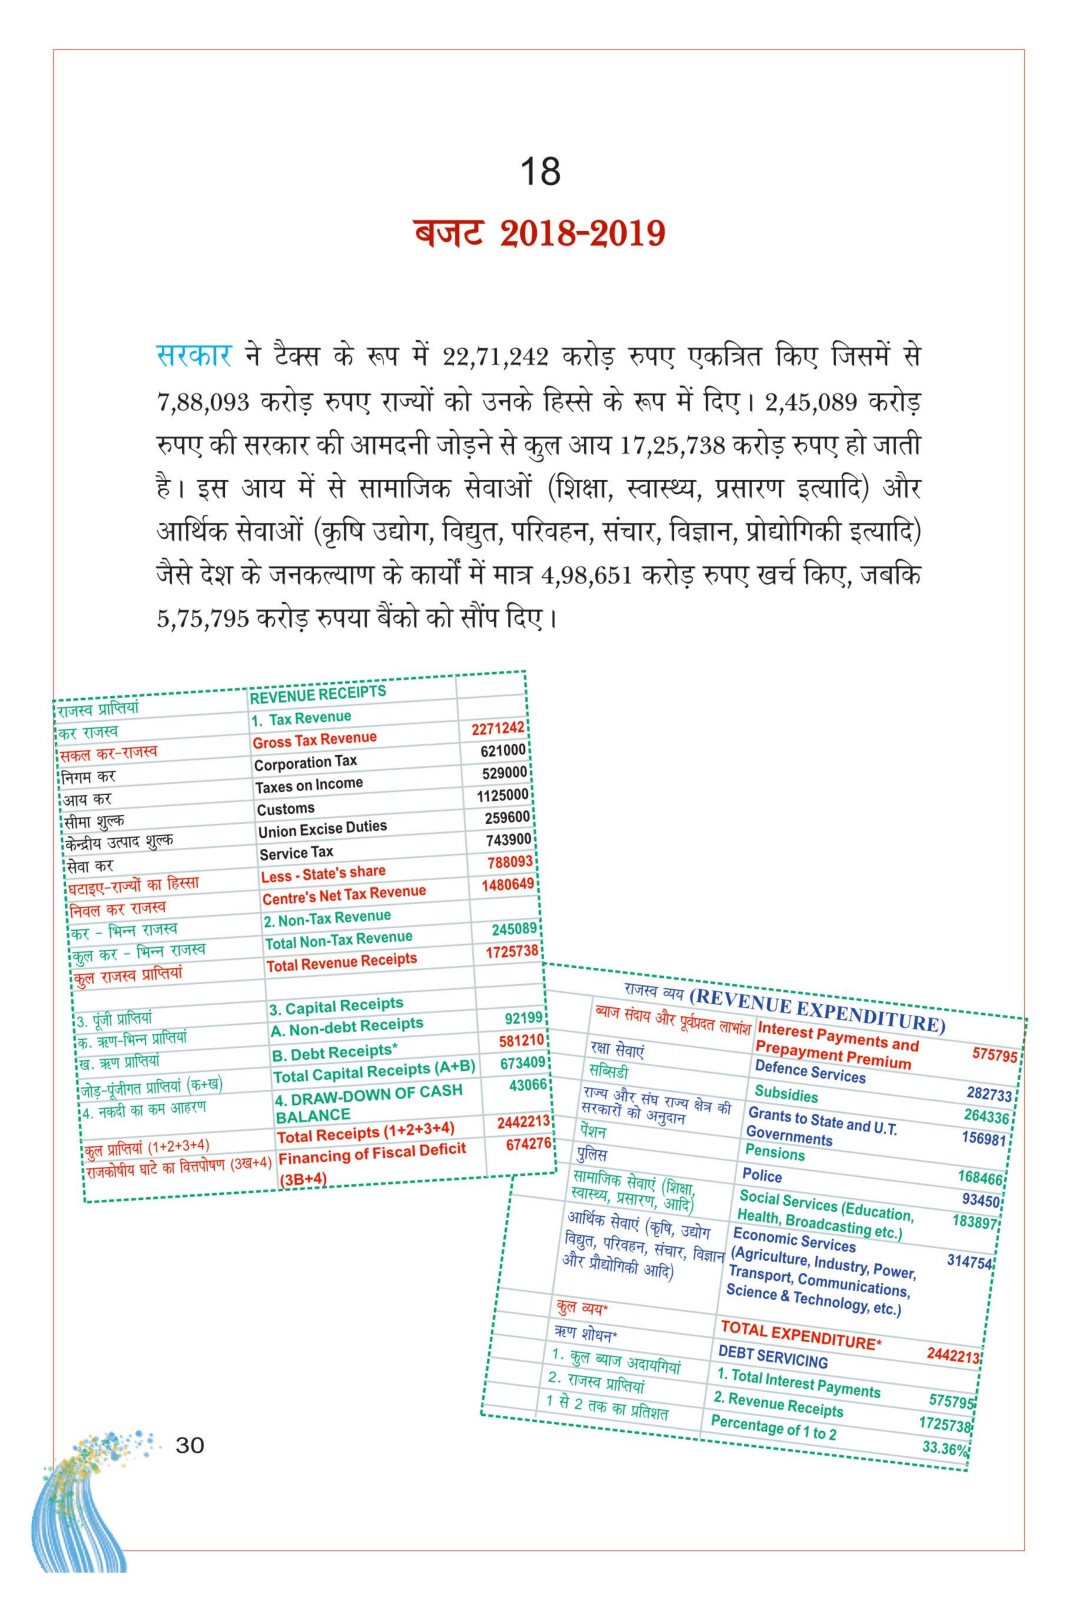 18
बजट 2018-2019
सरकार ने टैक्स के रूप में 22,71,242 करोड़ रुपए एकत्रित किए जिसमें से
7,88,093 करोड़ रुपए राज्यों को उनके हिस्से के रूप में दिए। 2,45,089 करोड़
रुपए की सरकार की आमदनी जोड़ने से कुल आय 17,25,738 करोड़ रुपए हो जाती
है। इस आय में से सामाजिक सेवाओं (शिक्षा, स्वास्थ्य, प्रसारण इत्यादि) और
आर्थिक सेवाओं (कृषि उद्योग, विद्युत, परिवहन, संचार, विज्ञान, प्रोद्योगिकी इत्यादि)
जैसे देश के जनकल्याण के कार्यों में मात्र 4,98,651 करोड़ रुपए खर्च किए, जबकि
5,75,795 करोड़ रुपया बैंको को सौंप दिए।
राजस्व प्राप्तियां REVENUE RECEIPTS
कर राजस्व 1. Tax Revenue
सकल कर-राजस्व Gross Tax Revenue 2271242
निगम कर Corporation Tax 621000
आय कर Taxes on Income 529000
सीमा शुल्क Customs 1125000
केन्द्रीय उत्पाद शुल्क Union Excise Duties 259600
सेवा कर Service Tax 743900
घटाइए-राज्यों का हिस्सा Less - State's share 788093
निवल कर राजस्व Centre's Net Tax Revenue 1480649
कर - भिन्न राजस्व 2. Non-Tax Revenue
कुल कर - भिन्न राजस्व Total Non-Tax Revenue 245089
कुल राजस्व प्राप्तियां Total Revenue Receipts 1725738
3. पूंजी प्राप्तियां 3. Capital Receipts
क. ऋण-भिन्न प्राप्तियां A. Non-debt Receipts 92199
ख. ऋण प्राप्तियां B. Debt Receipts* 581210
जोड़-पूंजीगत प्राप्तियां (क+ख) Total Capital Receipts (A+B) 673409
4. नकदी का कम आहरण 4. DRAW-DOWN OF CASH 43066
BALANCE
कुल प्राप्तियां (1+2+3+4) Total Receipts (1+2+3+4) 2442213
राजकोषीय घाटे का वित्तपोषण (3ख+4) Financing of Fiscal Deficit 674276
(3B+4)
राजस्व व्यय (REVENUE EXPENDITURE)
ब्याज संदाय और पूर्वप्रदत लाभांश Interest Payments and
Prepayment Premium 575795
रक्षा सेवाएं Defence Services 282733
सब्सिडी Subsidies 264336
राज्य और संघ राज्य क्षेत्र की Grants to State and U.T. 156981
सरकारों को अनुदान Governments
पेंशन Pensions 168466
पुलिस Police 93450
सामाजिक सेवाएं (शिक्षा, Social Services (Education, 183897
स्वास्थ्य, प्रसारण, आदि) Health, Broadcasting etc.)
आर्थिक सेवाएं (कृषि, उद्योग Economic Services 314754
विद्युत, परिवहन, संचार, विज्ञान (Agriculture, Industry, Power,
और प्रौद्योगिकी आदि) Transport, Communications,
Science & Technology, etc.)
कुल व्यय* TOTAL EXPENDITURE* 2442213
ऋण शोधन* DEBT SERVICING
1. कुल ब्याज अदायगियां 1. Total Interest Payments 575795
2. राजस्व प्राप्तियां 2. Revenue Receipts 1725738
1 से 2 तक का प्रतिशत Percentage of 1 to 2 33.36%
30